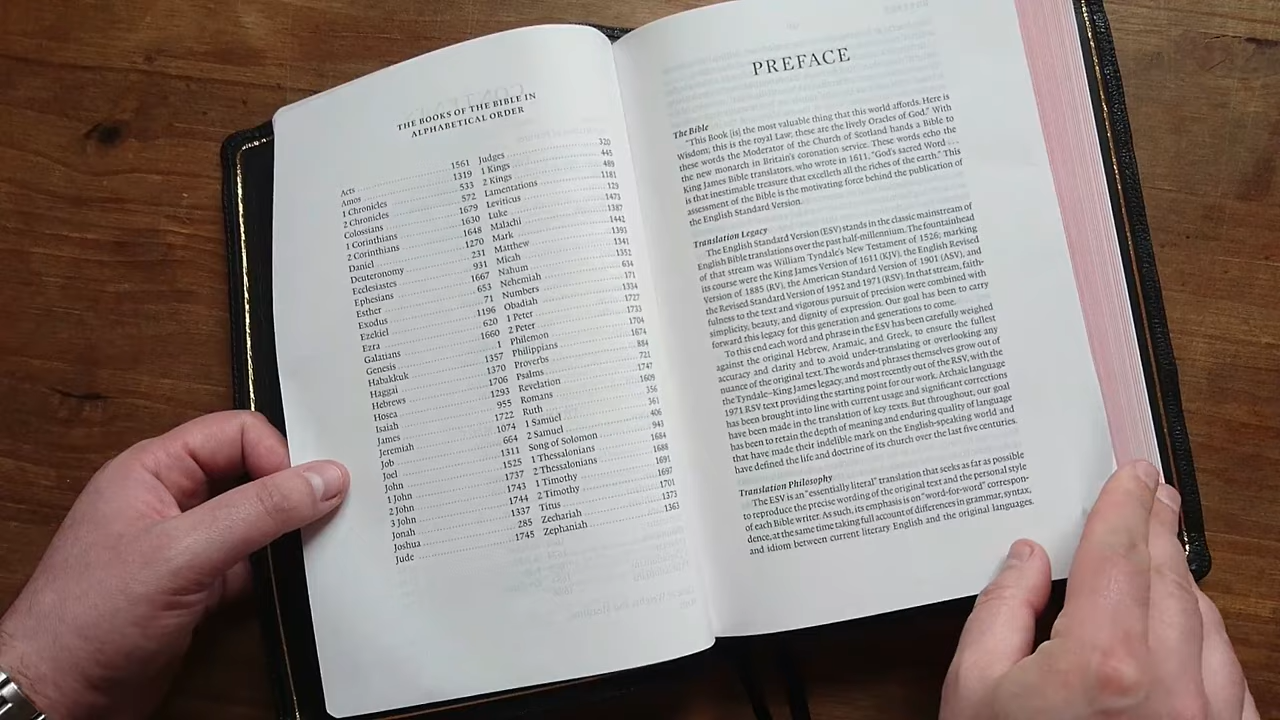 THE BOOKS OF THE BIBLE IN
ALPHABETICAL ORDER
Acts 1561
Amos 1319
1 Chronicles 533
2 Chronicles 572
Colossians 1679
1 Corinthians 1630
2 Corinthians 1648
Daniel 1270
Deuteronomy 231
Ecclesiastes 931
Ephesians 1667
Esther 653
Exodus 71
Ezekiel 1196
Ezra 620
Galatians 1660
Genesis 1
Habakkuk 1357
Haggai 1370
Hebrews 1706
Hosea 1293
Isaiah 955
James 1722
Jeremiah 1074
Job 664
Joel 1311
John 1525
1 John 1737
2 John 1743
3 John 1744
Jonah 1337
Joshua 285
Jude 1745
Judges 320
1 Kings 445
2 Kings 489
Lamentations 1181
Leviticus 129
Luke 1473
Malachi 1387
Mark 1442
Matthew 1393
Micah 1341
Nahum 1352
Nehemiah 634
Numbers 171
Obadiah 1334
1 Peter 1727
2 Peter 1733
Philemon 1704
Philippians 1674
Proverbs 884
Psalms 721
Revelation 1747
Romans 1609
Ruth 356
1 Samuel 361
2 Samuel 406
Song of Solomon 943
1 Thessalonians 1684
2 Thessalonians 1688
1 Timothy 1691
2 Timothy 1697
Titus 1701
Zechariah 1373
Zephaniah 1363
PREFACE
The Bible
"This Book [is] the most valuable thing that this world affords. Here is
Wisdom; this is the royal Law; these are the lively Oracles of God." With
these words the Moderator of the Church of Scotland hands a Bible to
the new monarch in Britain's coronation service. These words echo the
King James Bible translators, who wrote in 1611, "God's sacred Word . . .
is that inestimable treasure that excelleth all the riches of the earth." This
assessment of the Bible is the motivating force behind the publication of
the English Standard Version.
Translation Legacy
The English Standard Version (ESV) stands in the classic mainstream of
English Bible translations over the past half-millennium. The fountainhead
of that stream was William Tyndale's New Testament of 1526; marking
its course were the King James Version of 1611 (KJV), the English Revised
Version of 1885 (RV), the American Standard Version of 1901 (ASV), and
the Revised Standard Version of 1952 and 1971 (RSV). In that stream, faith-
fulness to the text and vigorous pursuit of precision were combined with
simplicity, beauty, and dignity of expression. Our goal has been to carry
forward this legacy for this generation and generations to come.
To this end each word and phrase in the ESV has been carefully weighed
against the original Hebrew, Aramaic, and Greek, to ensure the fullest
accuracy and clarity and to avoid under-translating or overlooking any
nuance of the original text. The words and phrases themselves grow out of
the Tyndale–King James legacy, and most recently out of the RSV, with the
1971 RSV text providing the starting point for our work. Archaic language
has been brought into line with current usage and significant corrections
have been made in the translation of key texts. But throughout, our goal
has been to retain the depth of meaning and enduring quality of language
that have made their indelible mark on the English-speaking world and
have defined the life and doctrine of its church over the last five centuries.
Translation Philosophy
The ESV is an "essentially literal" translation that seeks as far as possible
to reproduce the precise wording of the original text and the personal style
of each Bible writer. As such, its emphasis is on "word-for-word" correspon-
dence, at the same time taking full account of differences in grammar, syntax,
and idiom between current literary English and the original languages.